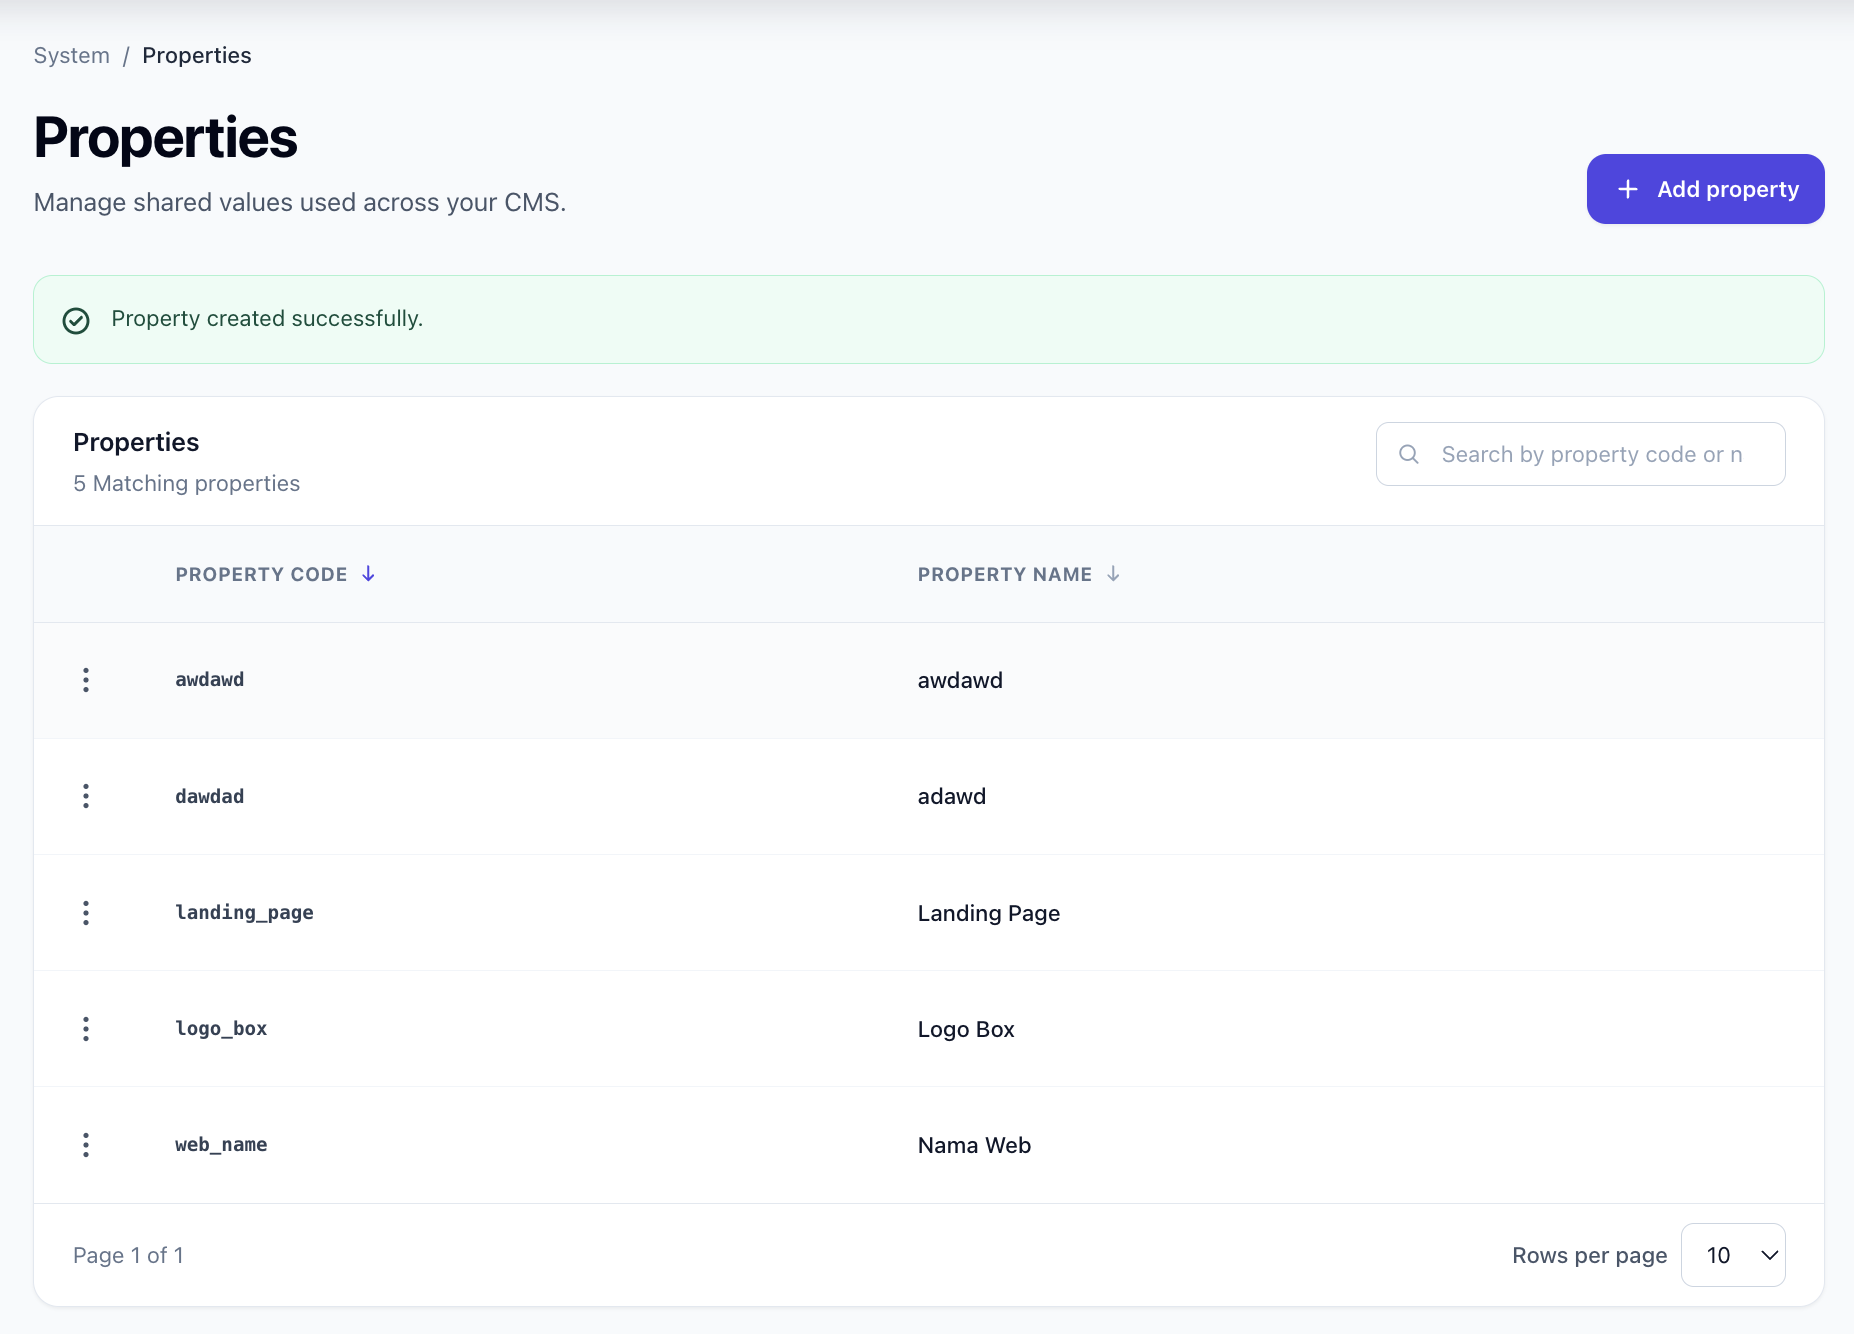 System / Properties
Properties
Manage shared values used across your CMS.
Add property
Property created successfully.
Properties
5 Matching properties
Search by property code or n
PROPERTY CODE PROPERTY NAME
awdawd awdawd
dawdad adawd
landing_page Landing Page
logo_box Logo Box
web_name Nama Web
Page 1 of 1 Rows per page 10